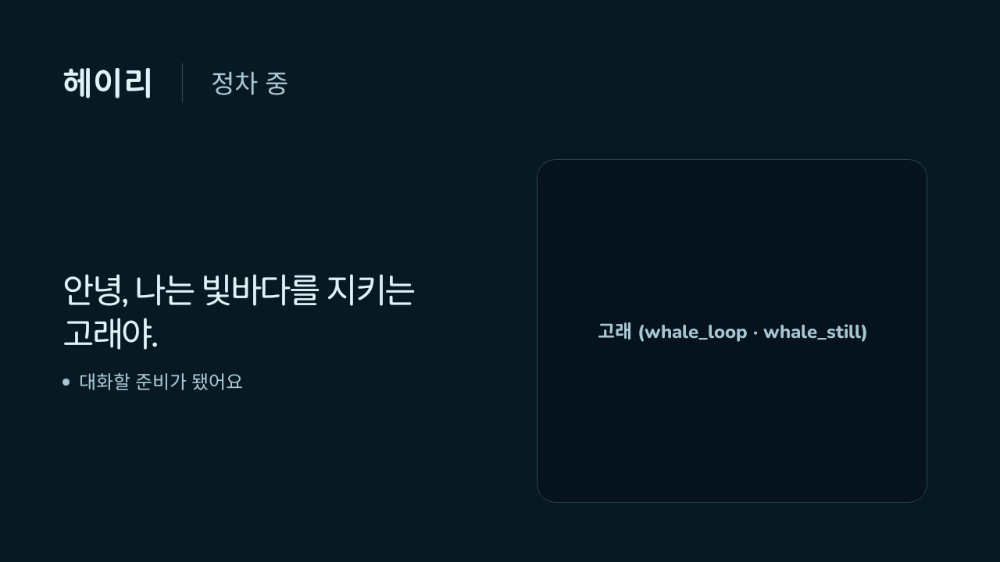 헤이리
정차 중
안녕, 나는 빛바다를 지키는
고래야.
대화할 준비가 됐어요
고래 (whale_loop · whale_still)